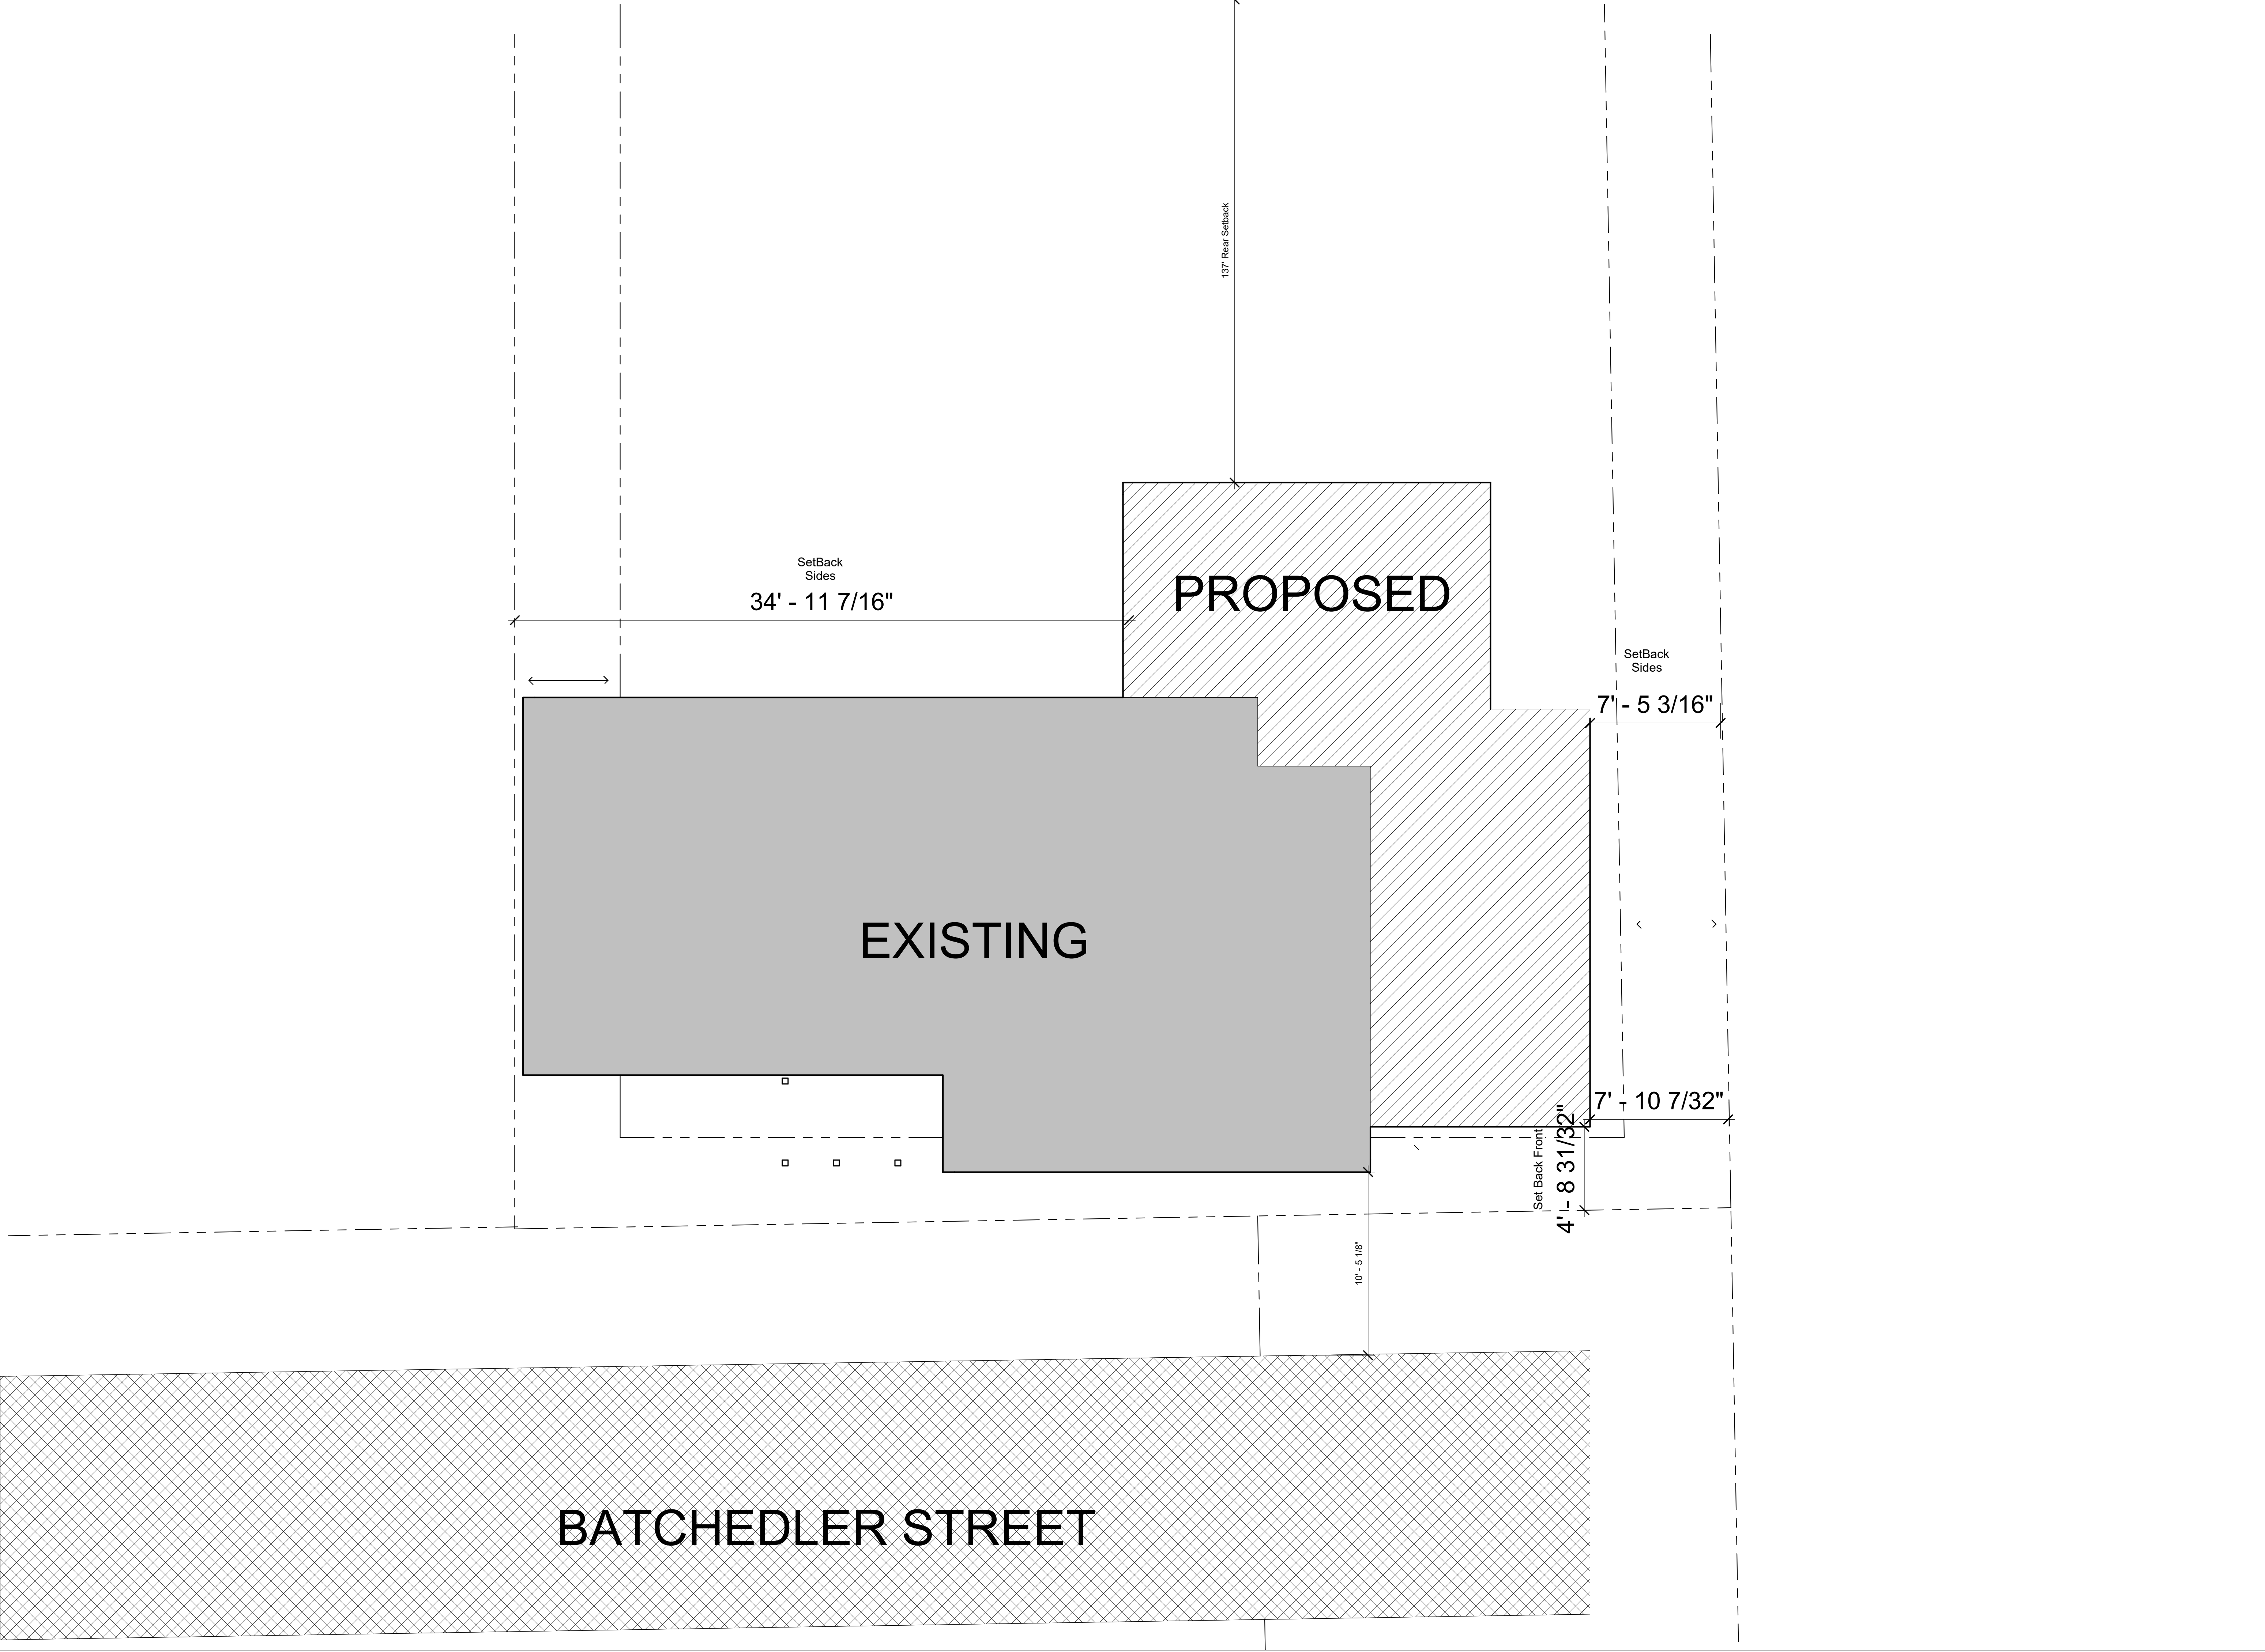 137' Rear Setback
SetBack
Sides
34' - 11 7/16"
PROPOSED
SetBack
Sides
7' - 5 3/16"
EXISTING
7' - 10 7/32"
Set Back Front
4' - 8 31/32"
10' - 5 1/8"
BATCHEDLER STREET